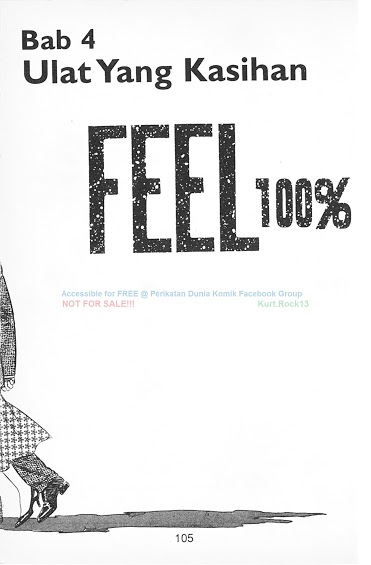 Bab 4
Ulat Yang Kasihan
FEEL 100%
Accessible for FREE @ Perikatan Dunia Komik Facebook Group
NOT FOR SALE!!! Kurt.Rock13
105